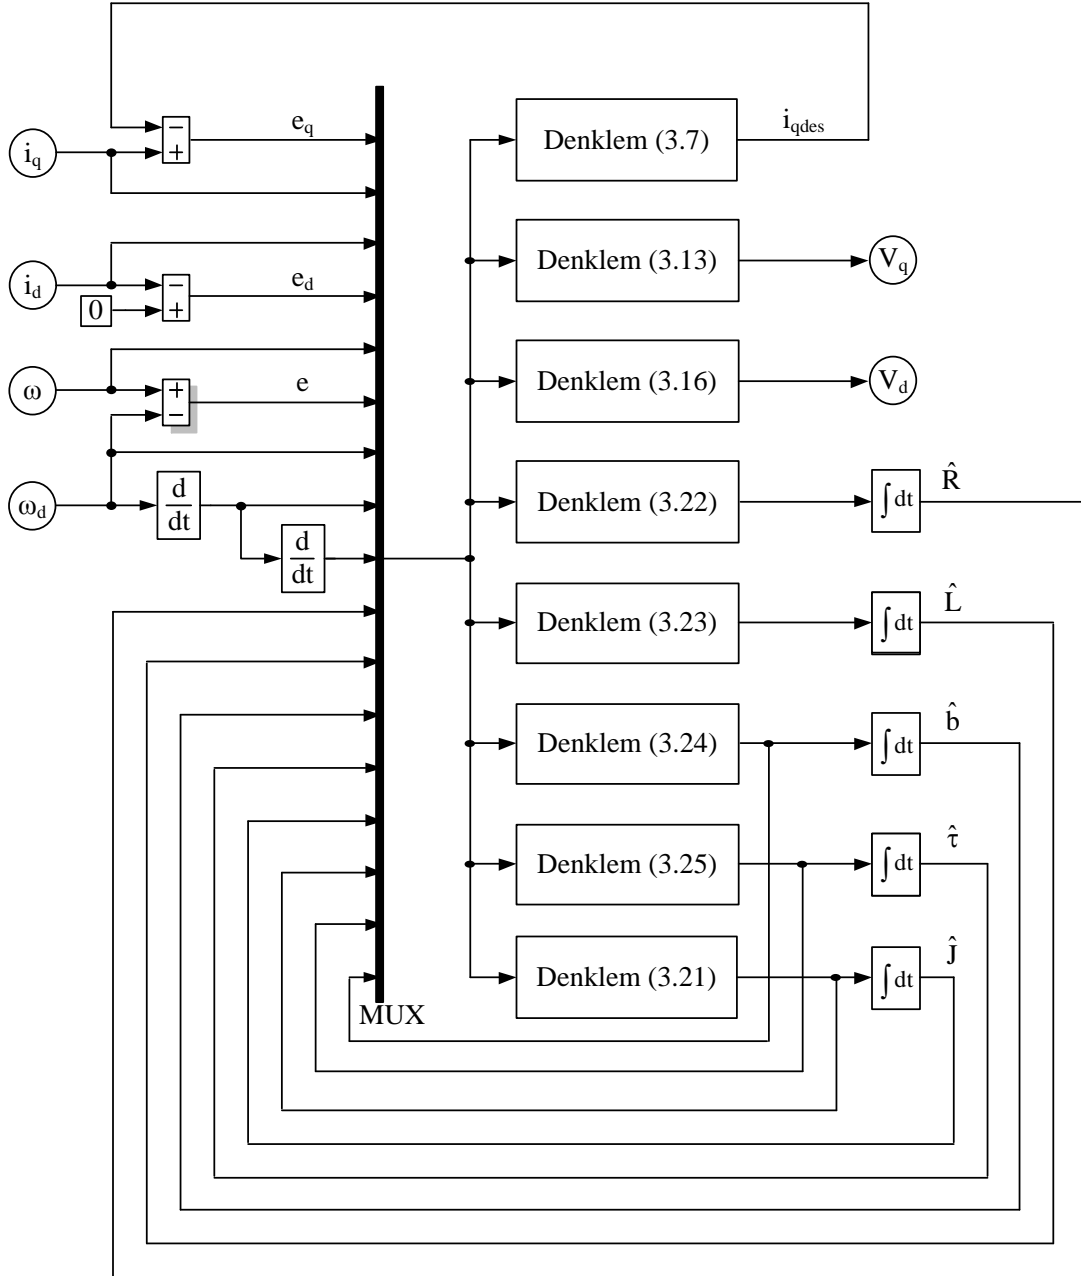 − + e_q
i_q
i_d
− + e_d
0
ω
+ − e
ω_d
d
dt
d
dt
MUX
Denklem (3.7)
i_qdes
Denklem (3.13)
V_q
Denklem (3.16)
V_d
Denklem (3.22)
∫dt
R̂
Denklem (3.23)
∫dt
L̂
Denklem (3.24)
∫dt
b̂
Denklem (3.25)
∫dt
τ̂
Denklem (3.21)
∫dt
Ĵ